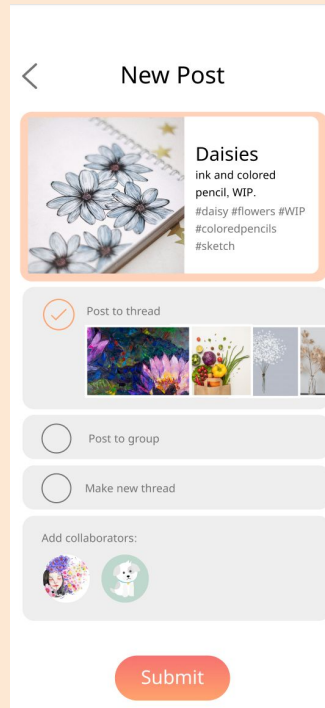 New Post
Daisies
ink and colored
pencil, WIP.
#daisy #flowers #WIP
#coloredpencils
#sketch
Post to thread
Post to group
Make new thread
Add collaborators:
Submit